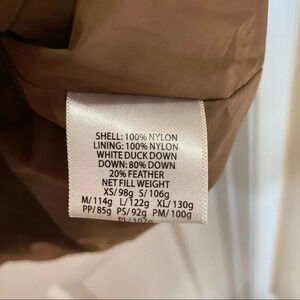 SHELL: 100% NYLON
LINING: 100% NYLON
WHITE DUCK DOWN
DOWN: 80% DOWN
20% FEATHER
NET FILL WEIGHT
XS/98g S/106g
M/114g L/122g XL/130g
PP/85g PS/92g PM/100g